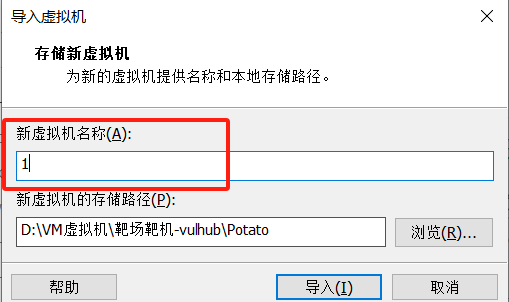 导入虚拟机
存储新虚拟机
为新的虚拟机提供名称和本地存储路径。
新虚拟机名称(A):
1
新虚拟机的存储路径(P):
D:\VM虚拟机\靶场靶机-vulhub\Potato
浏览(R)...
帮助
导入(I)
取消